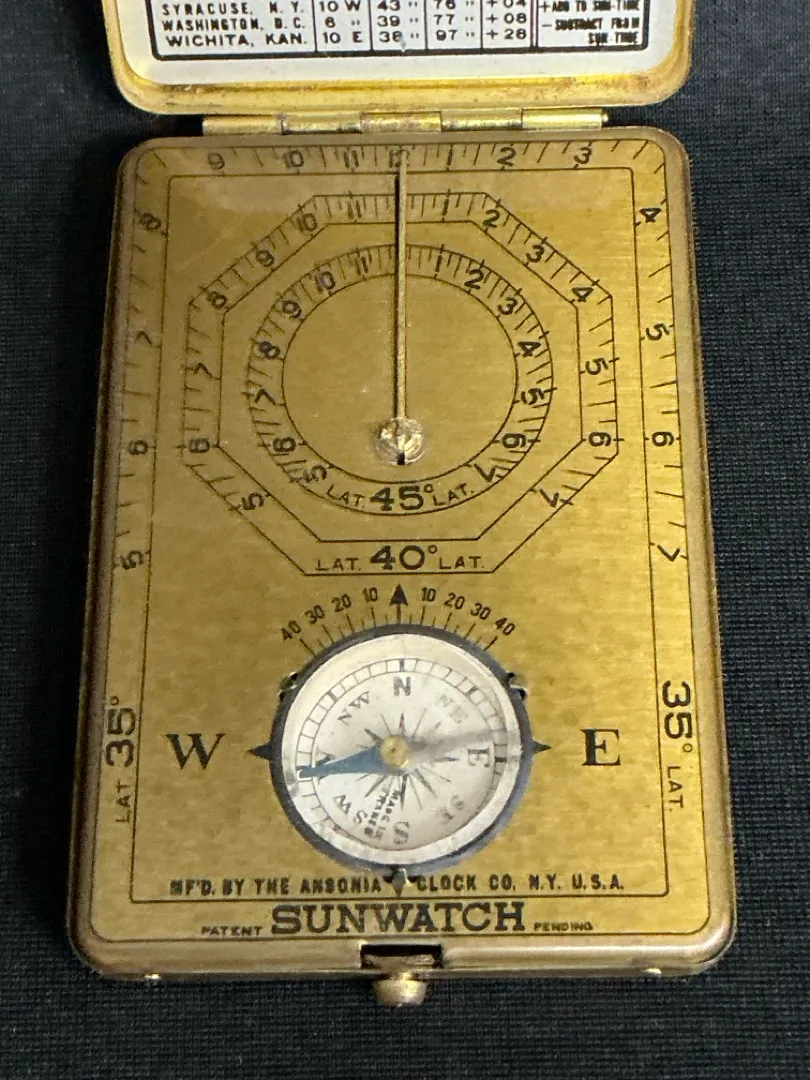 SYRACUSE, N. Y. 10 W 43 " 76 " +04 +ADD TO SUN-TIME
WASHINGTON, D. C. 6 " 39 " 77 " +08 -SUBTRACT FROM
WICHITA, KAN. 10 E 38 " 97 " +28 SUN TIME
9 10 11 12 1 2 3
8 4
7 5
6 6
5 7
10 11 1 2
9 3
8 4
7 5
6 6
5 7
10 11 1 2
9 3
8 4
7 5
6 6
5 7
LAT. 45° LAT.
LAT. 40° LAT.
40 30 20 10 10 20 30 40
N
NW NE
W W E E
SW SE
S
MADE IN
LAT 35° 35° LAT.
MF'D. BY THE ANSONIA CLOCK CO. N.Y. U.S.A.
PATENT SUNWATCH PENDING